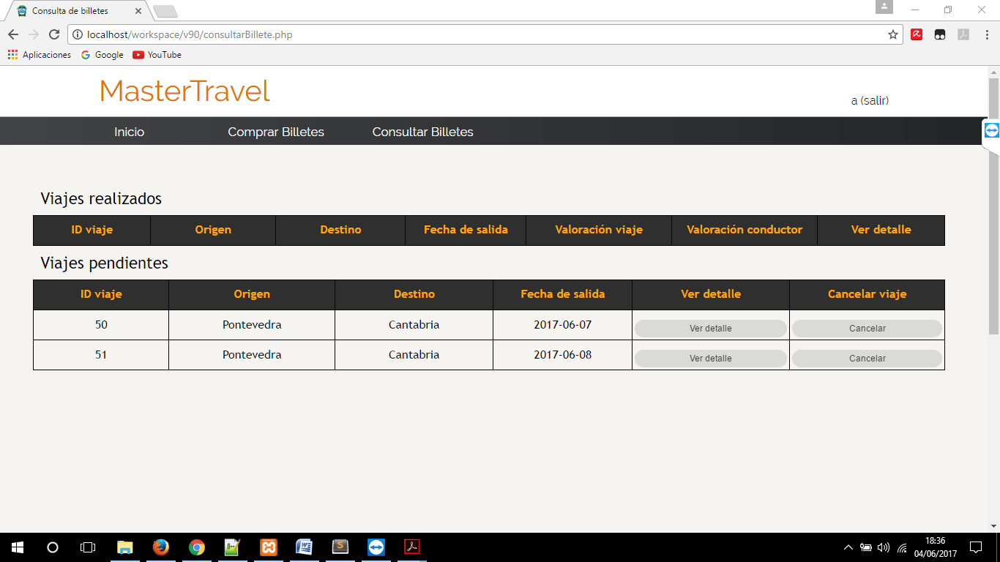 Consulta de billetes
localhost/workspace/v90/consultarBillete.php
Aplicaciones Google YouTube
MasterTravel
a (salir)
Inicio Comprar Billetes Consultar Billetes
Viajes realizados
ID viaje Origen Destino Fecha de salida Valoración viaje Valoración conductor Ver detalle
Viajes pendientes
ID viaje Origen Destino Fecha de salida Ver detalle Cancelar viaje
50 Pontevedra Cantabria 2017-06-07 Ver detalle Cancelar
51 Pontevedra Cantabria 2017-06-08 Ver detalle Cancelar
18:36
04/06/2017